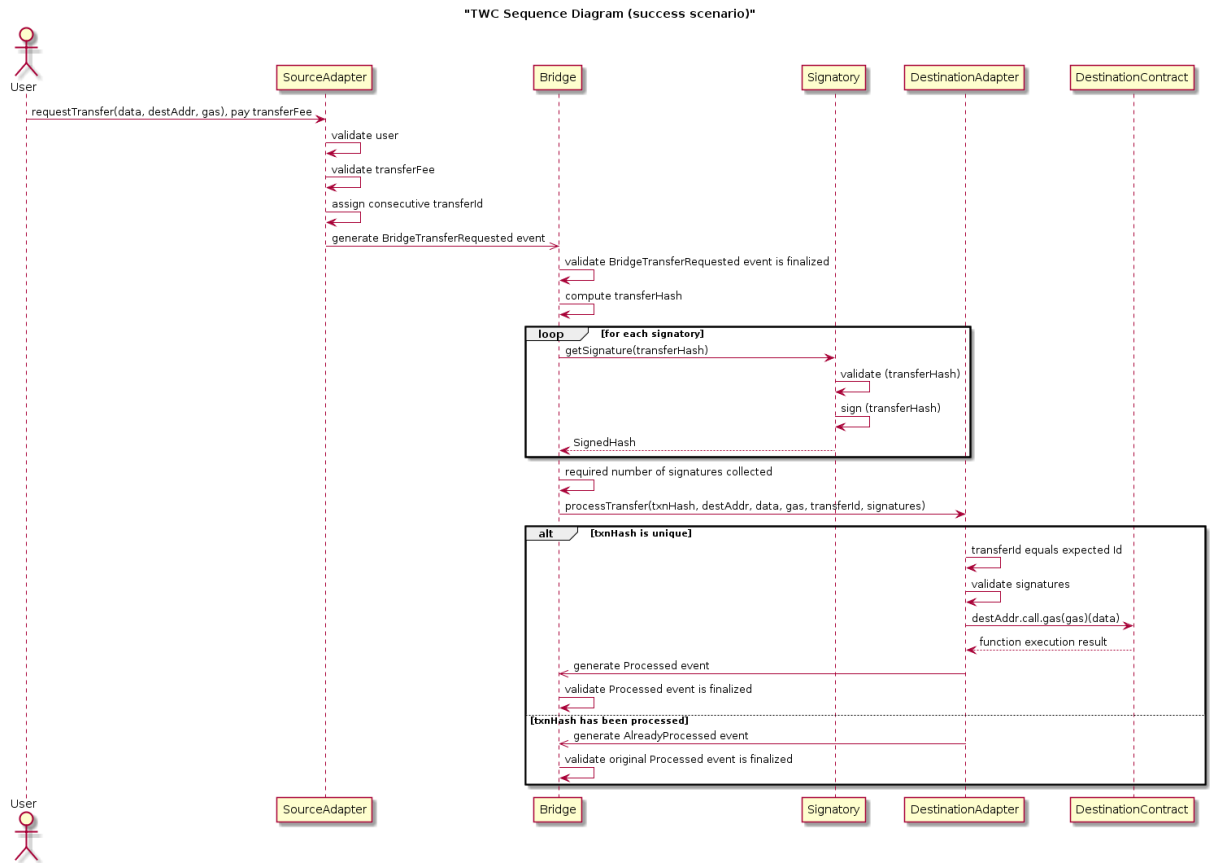 "TWC Sequence Diagram (success scenario)"
User
SourceAdapter
Bridge
Signatory
DestinationAdapter
DestinationContract
requestTransfer(data, destAddr, gas), pay transferFee
validate user
validate transferFee
assign consecutive transferId
generate BridgeTransferRequested event
validate BridgeTransferRequested event is finalized
compute transferHash
loop
[for each signatory]
getSignature(transferHash)
validate (transferHash)
sign (transferHash)
SignedHash
required number of signatures collected
processTransfer(txnHash, destAddr, data, gas, transferId, signatures)
alt
[txnHash is unique]
transferId equals expected Id
validate signatures
destAddr.call.gas(gas)(data)
function execution result
generate Processed event
validate Processed event is finalized
[txnHash has been processed]
generate AlreadyProcessed event
validate original Processed event is finalized
User
SourceAdapter
Bridge
Signatory
DestinationAdapter
DestinationContract